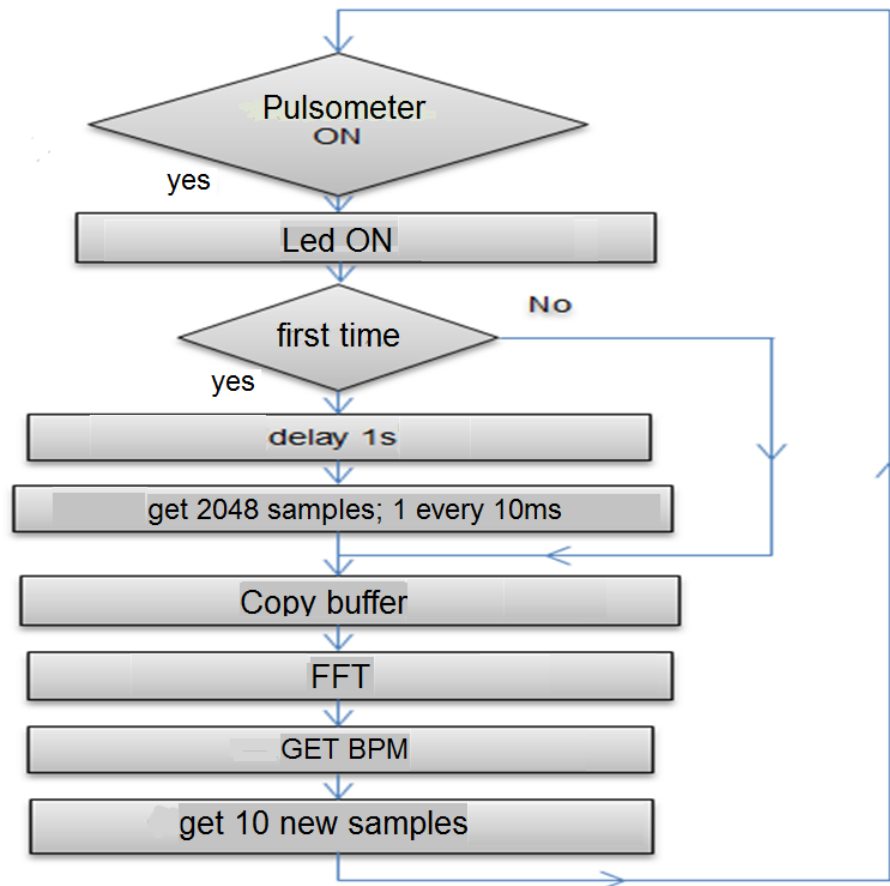 Pulsometer
ON
yes
Led ON
No
first time
yes
delay 1s
get 2048 samples; 1 every 10ms
Copy buffer
FFT
GET BPM
get 10 new samples